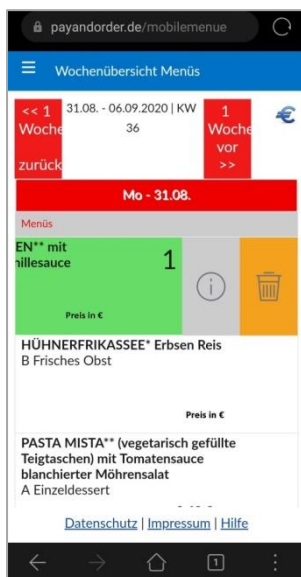 payandorder.de/mobilemenue
Wochenübersicht Menüs
<< 1
Woche
zurück
31.08. - 06.09.2020 | KW
36
1
Woche
vor
>>
Mo - 31.08.
Menüs
EN** mit
illesauce
1
Preis in €
HÜHNERFRIKASSEE* Erbsen
Reis
B Frisches Obst
Preis in €
PASTA MISTA** (vegetarisch gefüllte
Teigtaschen) mit Tomatensauce
blanchierter Möhrensalat
A Einzeldessert
Datenschutz | Impressum | Hilfe
1